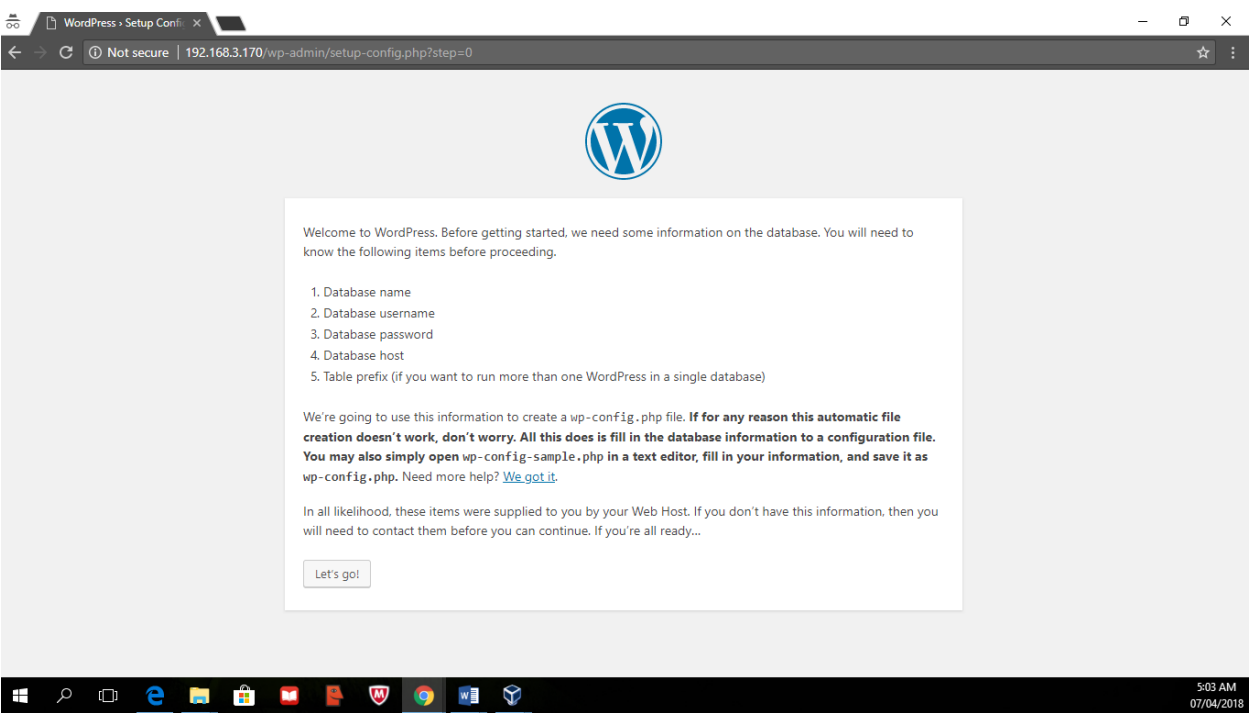 WordPress › Setup Confi
Not secure | 192.168.3.170/wp-admin/setup-config.php?step=0
Welcome to WordPress. Before getting started, we need some information on the database. You will need to
know the following items before proceeding.
1. Database name
2. Database username
3. Database password
4. Database host
5. Table prefix (if you want to run more than one WordPress in a single database)
We’re going to use this information to create a wp-config.php file. If for any reason this automatic file
creation doesn’t work, don’t worry. All this does is fill in the database information to a configuration file.
You may also simply open wp-config-sample.php in a text editor, fill in your information, and save it as
wp-config.php. Need more help? We got it.
In all likelihood, these items were supplied to you by your Web Host. If you don’t have this information, then you
will need to contact them before you can continue. If you’re all ready…
Let’s go!
5:03 AM
07/04/2018